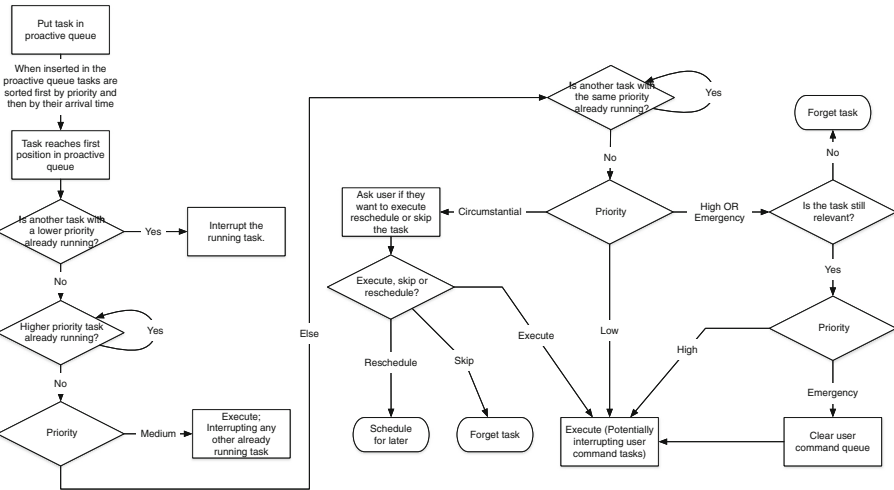 Put task in
proactive queue
When inserted in the
proactive queue tasks are
sorted first by priority and
then by their arrival time
Task reaches first
position in proactive
queue
Is another task with
a lower priority
already running?
Yes
Interrupt the
running task.
No
Higher priority task
already running?
Yes
No
Priority
Medium
Execute;
Interrupting any
other already
running task
Else
Is another task with
the same priority
already running?
Yes
No
Priority
Circumstantial
Ask user if they
want to execute
reschedule or skip
the task
Execute, skip or
reschedule?
Reschedule
Skip
Execute
Schedule
for later
Forget task
Low
Execute (Potentially
interrupting user
command tasks)
High OR
Emergency
Is the task still
relevant?
No
Forget task
Yes
Priority
High
Emergency
Clear user
command queue